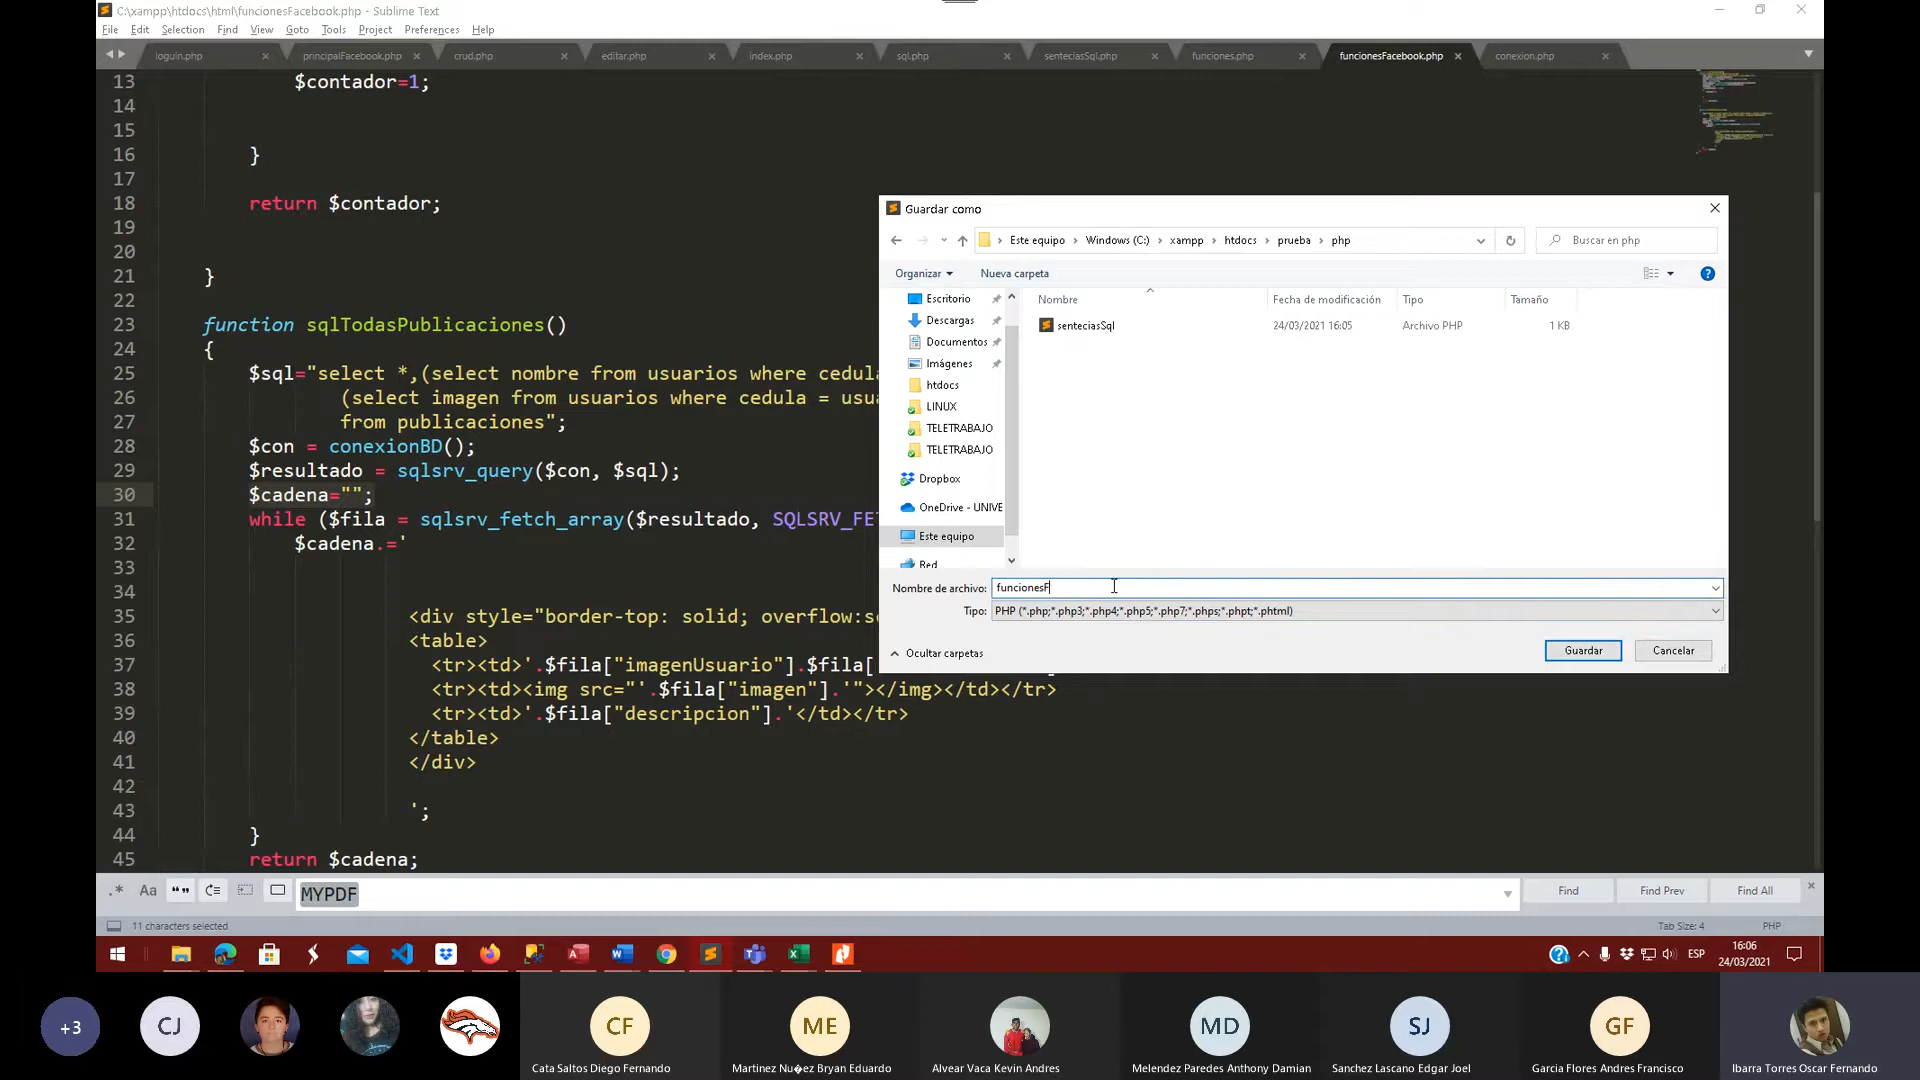 C:\xampp\htdocs\html\funcionesFacebook.php - Sublime Text
File Edit Selection Find View Goto Tools Project Preferences Help
loguin.php principalFacebook.php crud.php editar.php index.php sql.php senteciasSql.php funciones.php funcionesFacebook.php conexion.php
13 $contador=1;
14
15
16 }
17
18 return $contador;
19
20
21 }
22
23 function sqlTodasPublicaciones()
24 {
25 $sql="select *,(select nombre from usuarios where cedula
26 (select imagen from usuarios where cedula = usu
27 from publicaciones";
28 $con = conexionBD();
29 $resultado = sqlsrv_query($con, $sql);
30 $cadena="";
31 while ($fila = sqlsrv_fetch_array($resultado, SQLSRV_FE
32 $cadena.='
33
34
35 <div style="border-top: solid; overflow:s
36 <table>
37 <tr><td>'.$fila["imagenUsuario"].$fila[
38 <tr><td><img src="'.$fila["imagen"].'"></img></td></tr>
39 <tr><td>'.$fila["descripcion"].'</td></tr>
40 </table>
41 </div>
42
43 ';
44 }
45 return $cadena;
Guardar como
Este equipo > Windows (C:) > xampp > htdocs > prueba > php
Buscar en php
Organizar Nueva carpeta
Nombre Fecha de modificación Tipo Tamaño
senteciasSql 24/03/2021 16:05 Archivo PHP 1 KB
Escritorio
Descargas
Documentos
Imágenes
htdocs
LINUX
TELETRABAJO
TELETRABAJO
Dropbox
OneDrive - UNIVE
Este equipo
Red
Nombre de archivo: funcionesF
Tipo: PHP (*.php;*.php3;*.php4;*.php5;*.php7;*.phps;*.phpt;*.phtml)
Ocultar carpetas Guardar Cancelar
.* Aa “” MYPDF Find Find Prev Find All
11 characters selected Tab Size: 4 PHP
ESP 16:06
24/03/2021
+3 CJ CF ME MD SJ GF
Cata Saltos Diego Fernando Martinez Nu�ez Bryan Eduardo Alvear Vaca Kevin Andres Melendez Paredes Anthony Damian Sanchez Lascano Edgar Joel Garcia Flores Andres Francisco Ibarra Torres Oscar Fernando